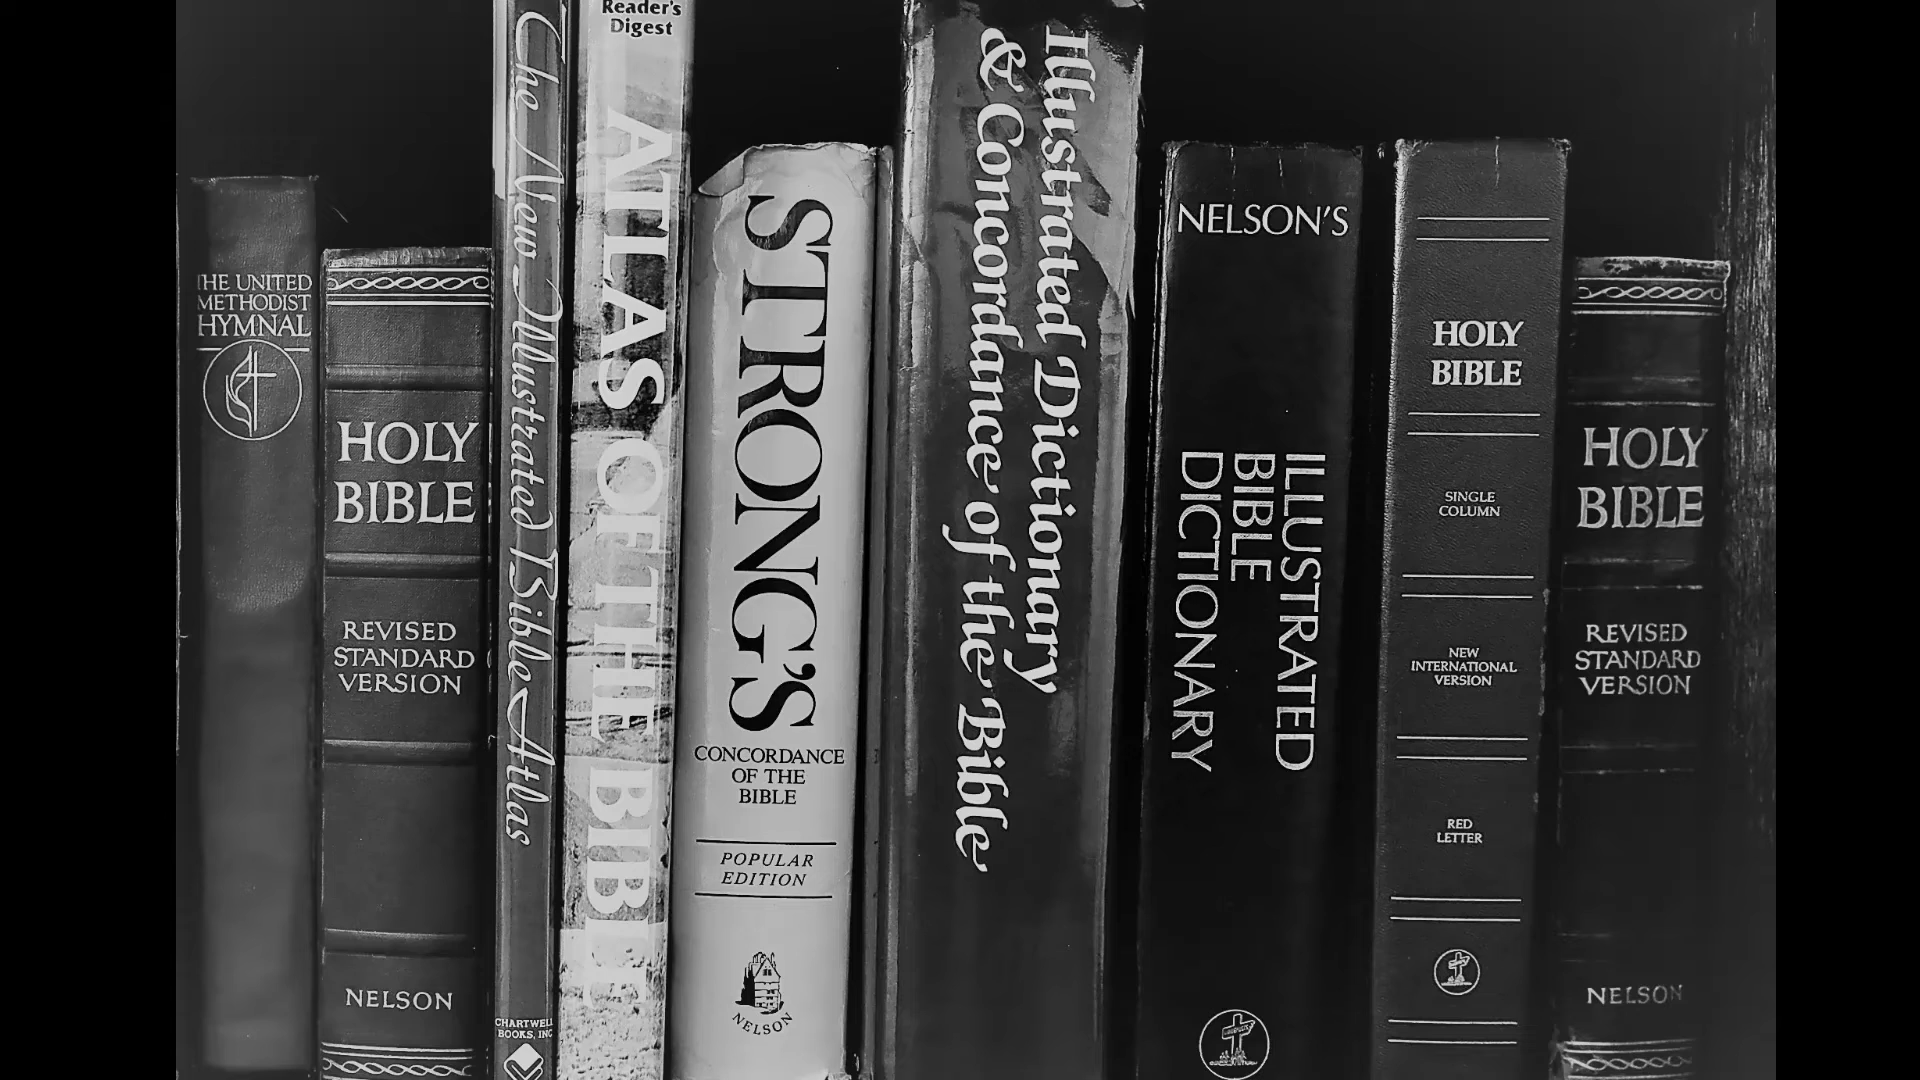 THE UNITED
METHODIST
HYMNAL
HOLY
BIBLE
REVISED
STANDARD
VERSION
NELSON
The New Illustrated Bible Atlas
CHARTWELL
BOOKS, INC
Reader's
Digest
ATLAS OF THE BIBLE
STRONG'S
CONCORDANCE
OF THE
BIBLE
POPULAR
EDITION
NELSON
Illustrated Dictionary
& Concordance of the Bible
NELSON'S
ILLUSTRATED
BIBLE
DICTIONARY
HOLY
BIBLE
SINGLE
COLUMN
NEW
INTERNATIONAL
VERSION
RED
LETTER
HOLY
BIBLE
REVISED
STANDARD
VERSION
NELSON